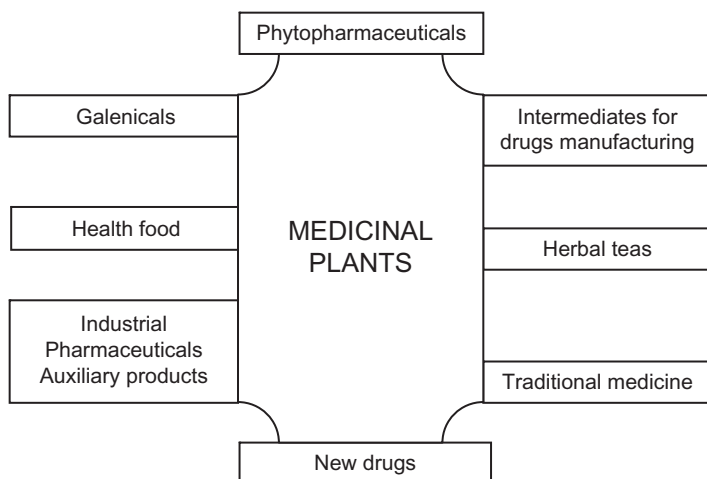 Phytopharmaceuticals
Galenicals
Intermediates for
drugs manufacturing
Health food
MEDICINAL
PLANTS
Herbal teas
Industrial
Pharmaceuticals
Auxiliary products
Traditional medicine
New drugs